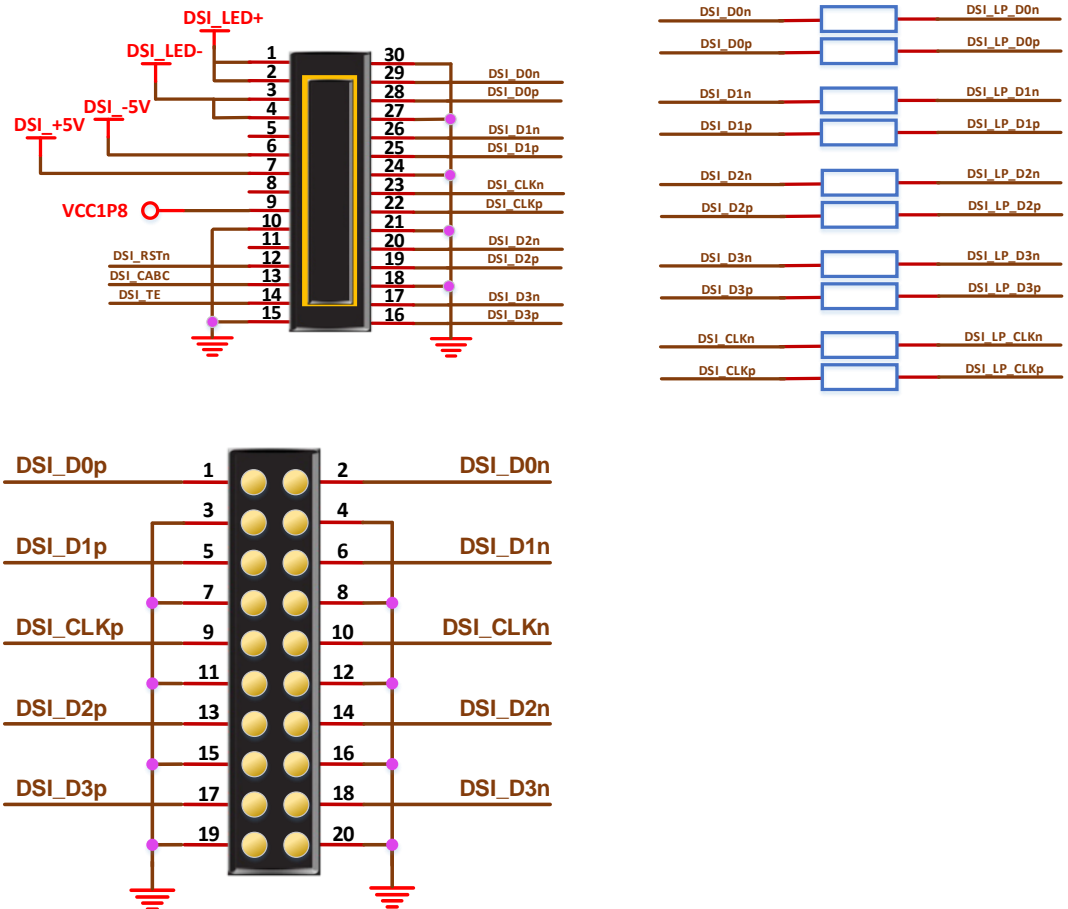 DSI_LED+
DSI_LED-
DSI_-5V
DSI_+5V
VCC1P8
DSI_RSTn
DSI_CABC
DSI_TE
1
2
3
4
5
6
7
8
9
10
11
12
13
14
15
30
29
28
27
26
25
24
23
22
21
20
19
18
17
16
DSI_D0n
DSI_D0p
DSI_D1n
DSI_D1p
DSI_CLKn
DSI_CLKp
DSI_D2n
DSI_D2p
DSI_D3n
DSI_D3p
DSI_D0n DSI_LP_D0n
DSI_D0p DSI_LP_D0p
DSI_D1n DSI_LP_D1n
DSI_D1p DSI_LP_D1p
DSI_D2n DSI_LP_D2n
DSI_D2p DSI_LP_D2p
DSI_D3n DSI_LP_D3n
DSI_D3p DSI_LP_D3p
DSI_CLKn DSI_LP_CLKn
DSI_CLKp DSI_LP_CLKp
DSI_D0p 1 2 DSI_D0n
3 4
DSI_D1p 5 6 DSI_D1n
7 8
DSI_CLKp 9 10 DSI_CLKn
11 12
DSI_D2p 13 14 DSI_D2n
15 16
DSI_D3p 17 18 DSI_D3n
19 20